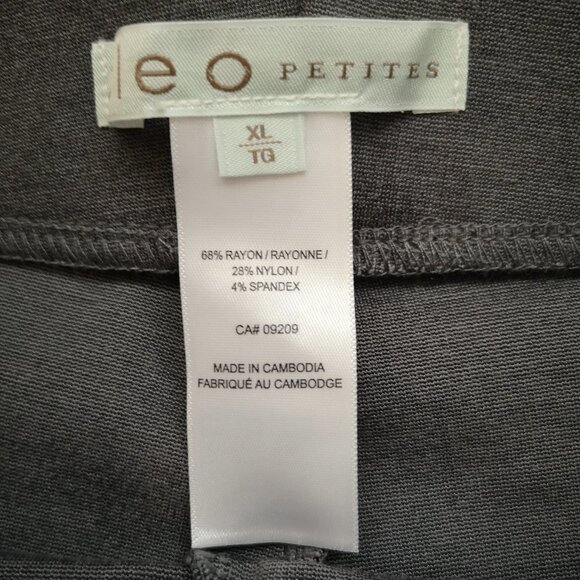 eo PETITES
XL
TG
68% RAYON / RAYONNE /
28% NYLON /
4% SPANDEX
CA# 09209
MADE IN CAMBODIA
FABRIQUÉ AU CAMBODGE